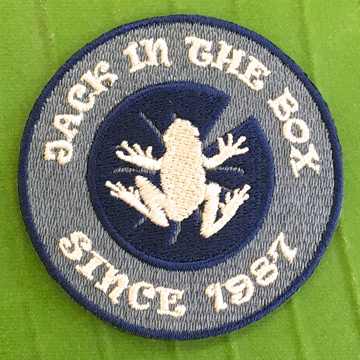 JACK IN THE BOX
SINCE 1987